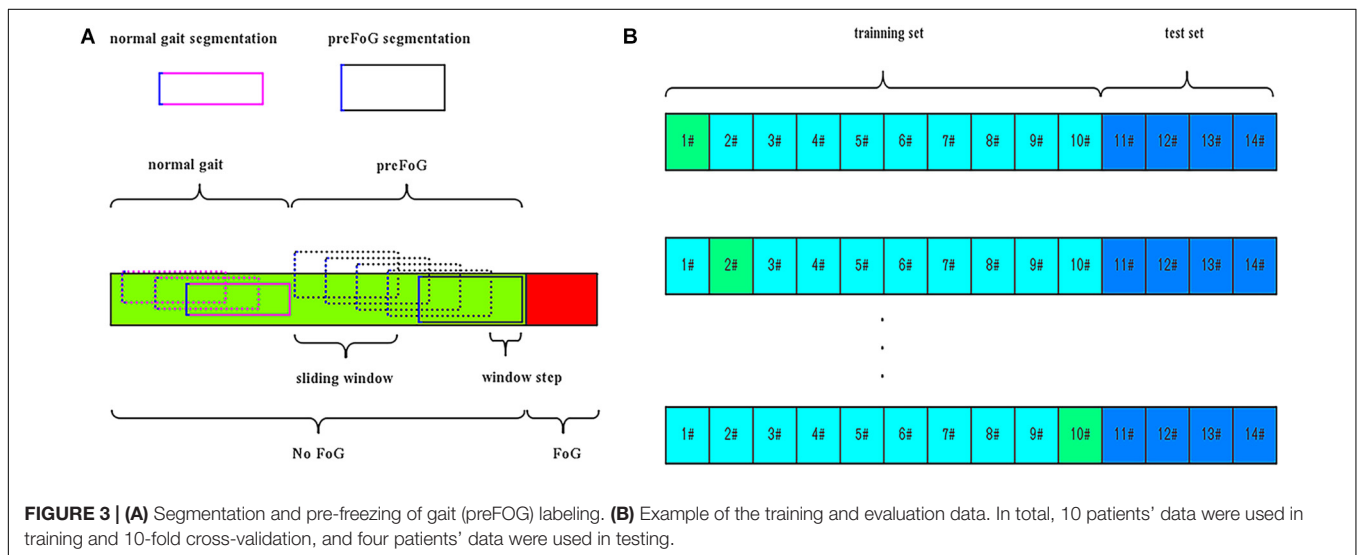 A
normal gait segmentation
preFoG segmentation
normal gait
preFoG
sliding window
window step
No FoG
FoG
B
trainning set
test set
1# 2# 3# 4# 5# 6# 7# 8# 9# 10# 11# 12# 13# 14#
1# 2# 3# 4# 5# 6# 7# 8# 9# 10# 11# 12# 13# 14#
1# 2# 3# 4# 5# 6# 7# 8# 9# 10# 11# 12# 13# 14#
FIGURE 3 | (A) Segmentation and pre-freezing of gait (preFOG) labeling. (B) Example of the training and evaluation data. In total, 10 patients' data were used in
training and 10-fold cross-validation, and four patients' data were used in testing.